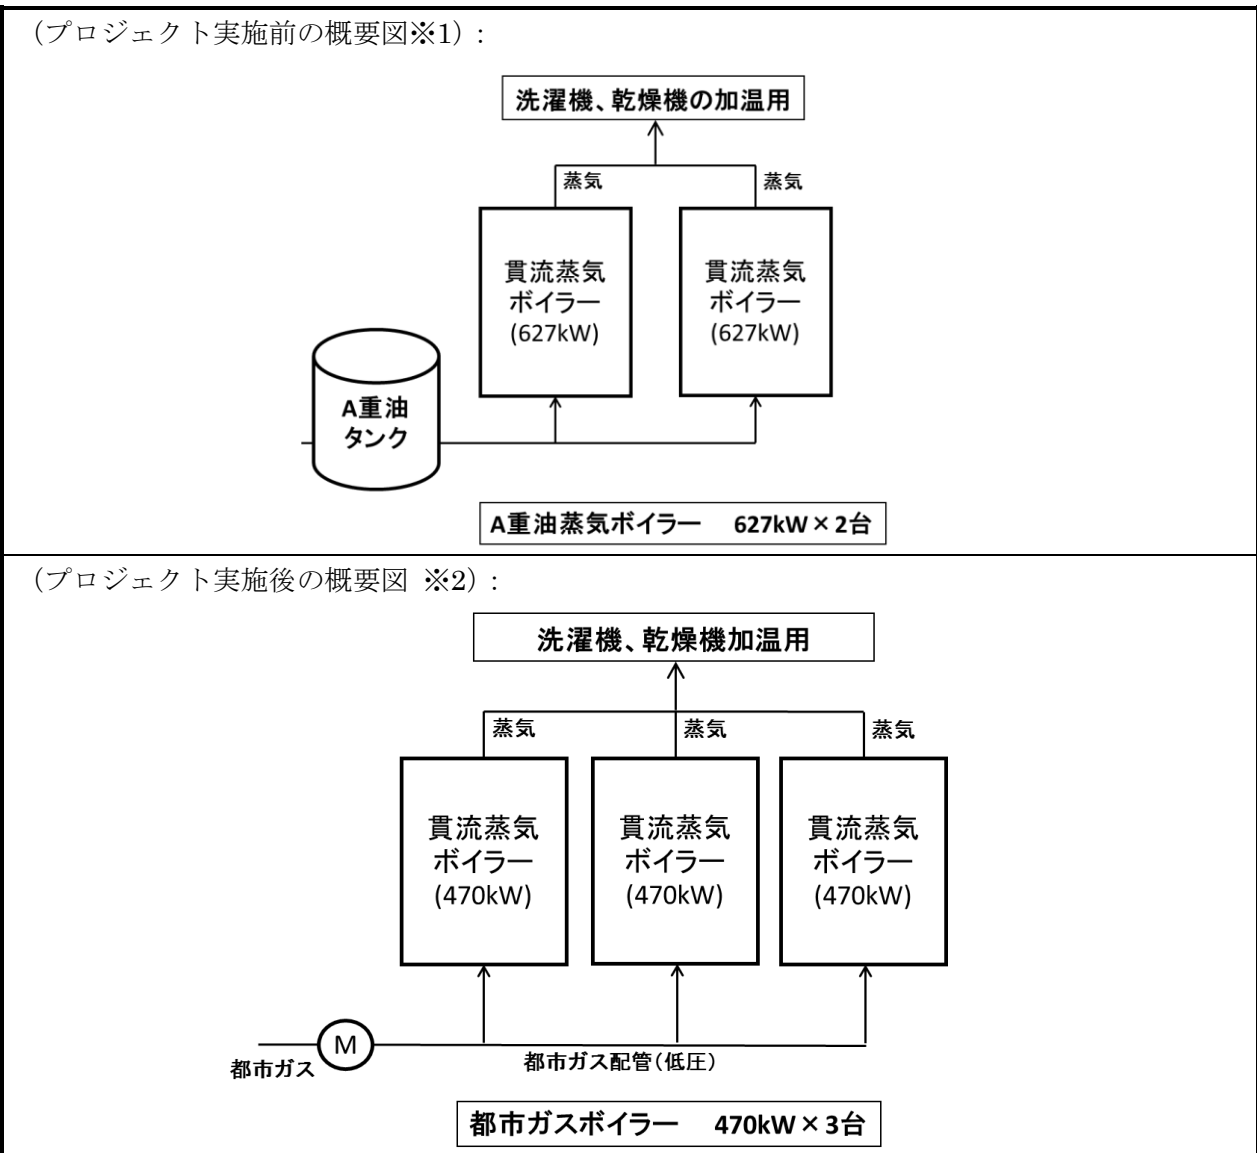 （プロジェクト実施前の概要図※1）:
洗濯機、乾燥機の加温用
蒸気
蒸気
貫流蒸気
ボイラー
(627kW)
貫流蒸気
ボイラー
(627kW)
A重油
タンク
A重油蒸気ボイラー　627kW×2台
（プロジェクト実施後の概要図 ※2）:
洗濯機、乾燥機加温用
蒸気
蒸気
蒸気
貫流蒸気
ボイラー
(470kW)
貫流蒸気
ボイラー
(470kW)
貫流蒸気
ボイラー
(470kW)
M
都市ガス
都市ガス配管(低圧)
都市ガスボイラー　470kW×3台